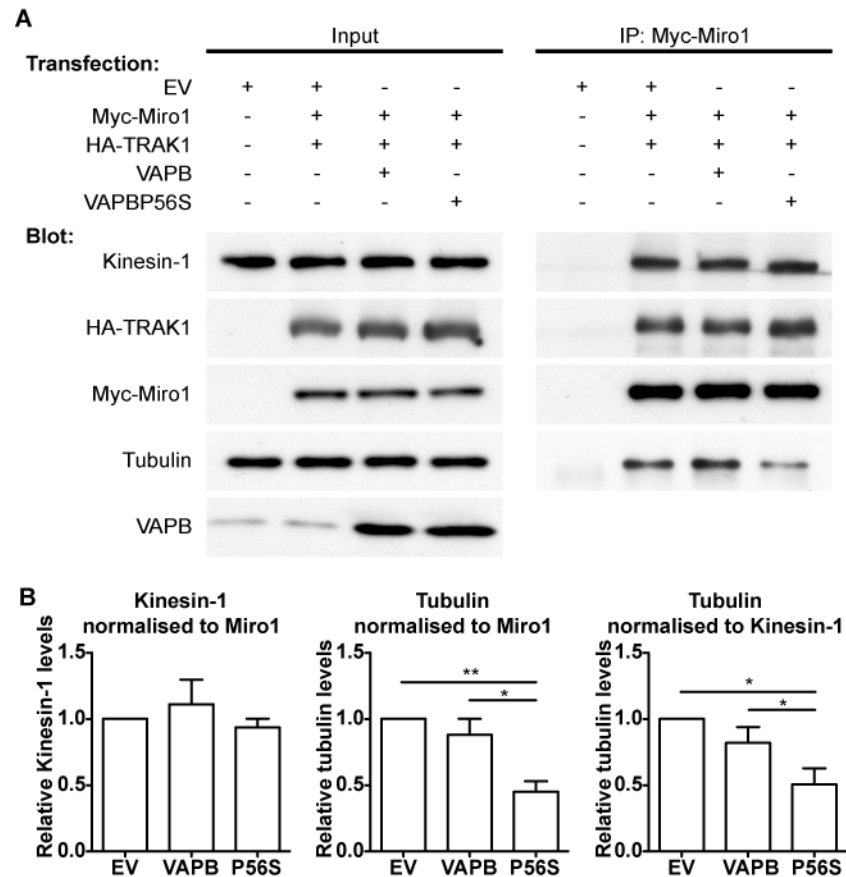 A
Input IP: Myc-Miro1
Transfection:
EV + + - - + + - -
Myc-Miro1 - + + + - + + +
HA-TRAK1 - + + + - + + +
VAPB - - + - - - + -
VAPBP56S - - - + - - - +
Blot:
Kinesin-1
HA-TRAK1
Myc-Miro1
Tubulin
VAPB
B
Kinesin-1
normalised to Miro1
Relative Kinesin-1 levels
1.5
1.0
0.5
0.0
EV VAPB P56S
Tubulin
normalised to Miro1
Relative tubulin levels
1.5
1.0
0.5
0.0
**
*
EV VAPB P56S
Tubulin
normalised to Kinesin-1
Relative tubulin levels
1.5
1.0
0.5
0.0
*
*
EV VAPB P56S